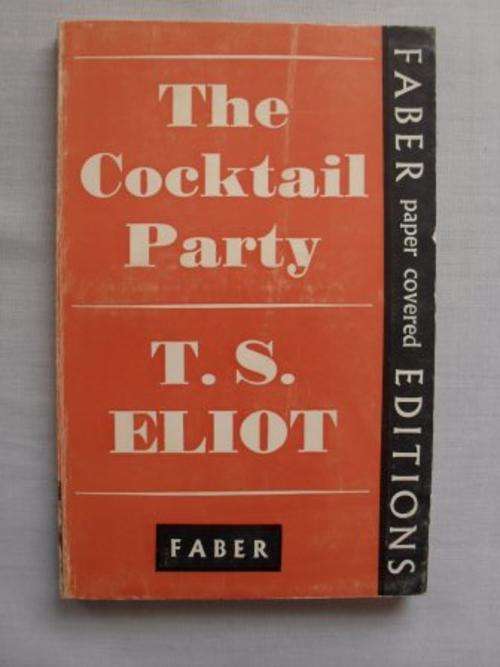 The
Cocktail
Party
T. S.
ELIOT
FABER
FABER paper covered EDITIONS